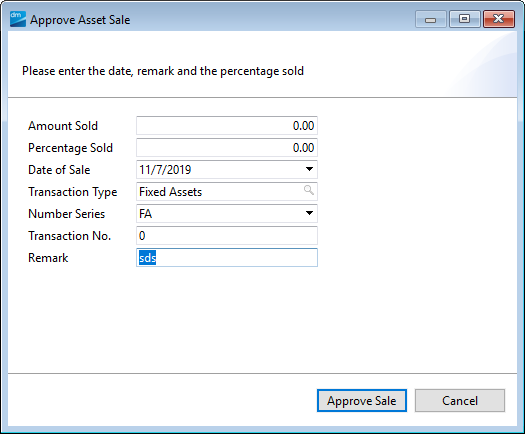 dm Approve Asset Sale
Please enter the date, remark and the percentage sold
Amount Sold 0.00
Percentage Sold 0.00
Date of Sale 11/7/2019
Transaction Type Fixed Assets
Number Series FA
Transaction No. 0
Remark sds
Approve Sale Cancel